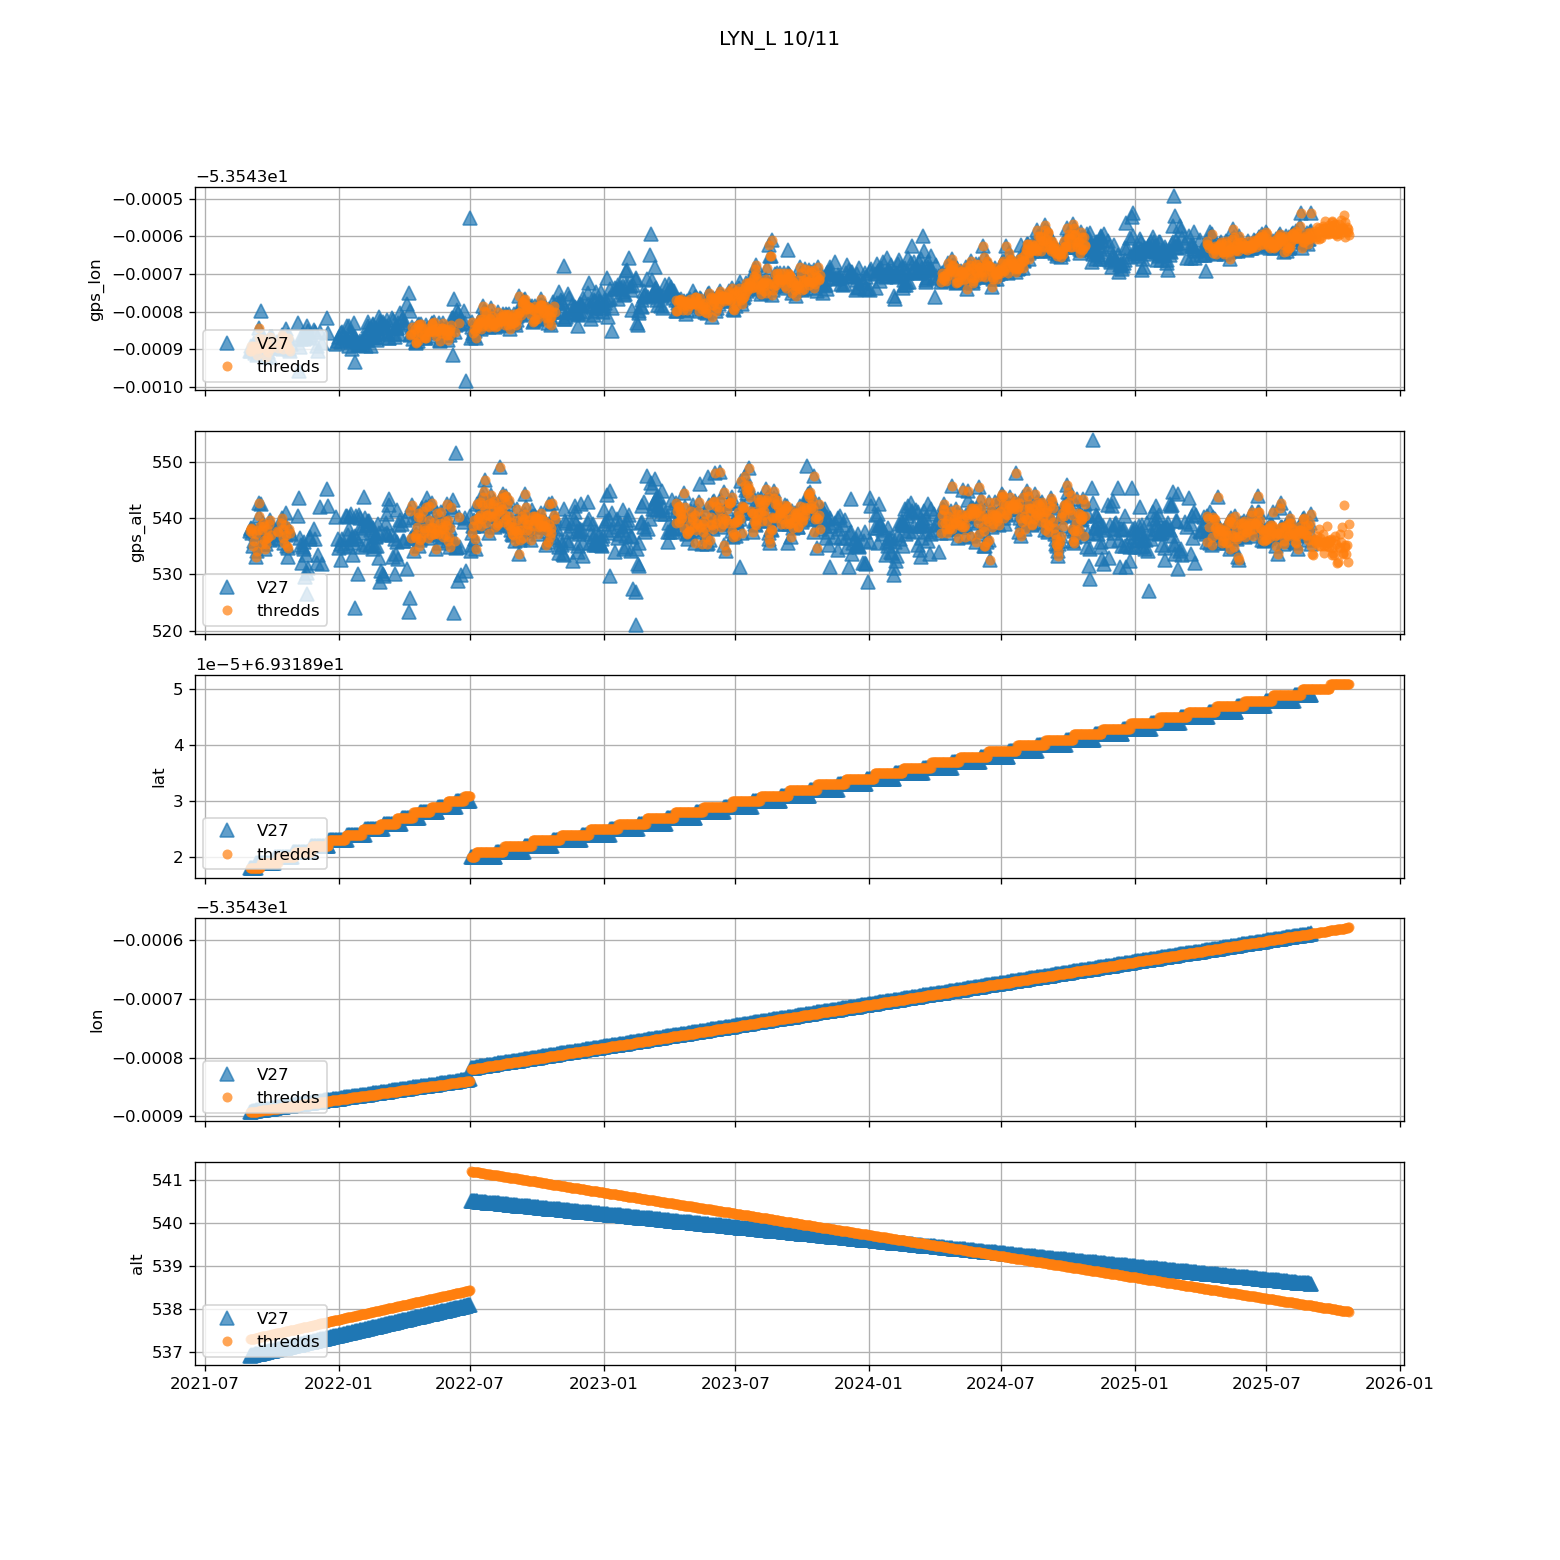 LYN_L 10/11
−5.3543e1
−0.0005
−0.0006
−0.0007
−0.0008
−0.0009
−0.0010
gps_lon
V27
thredds
550
540
530
520
gps_alt
V27
thredds
1e−5+6.93189e1
5
4
3
2
lat
V27
thredds
−5.3543e1
−0.0006
−0.0007
−0.0008
−0.0009
lon
V27
thredds
541
540
539
538
537
alt
V27
thredds
2021-07 2022-01 2022-07 2023-01 2023-07 2024-01 2024-07 2025-01 2025-07 2026-01